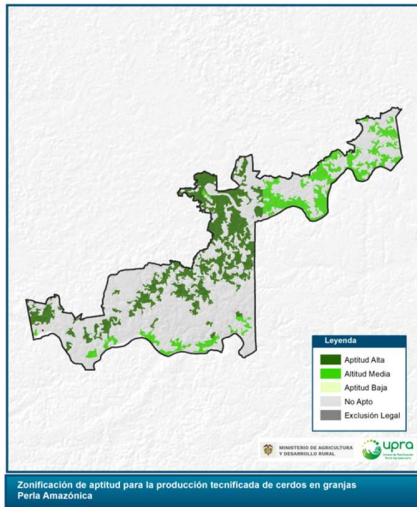 Leyenda
Aptitud Alta
Altitud Media
Aptitud Baja
No Apto
Exclusión Legal
MINISTERIO DE AGRICULTURA
Y DESARROLLO RURAL
upra
Zonificación de aptitud para la producción tecnificada de cerdos en granjas
Perla Amazónica